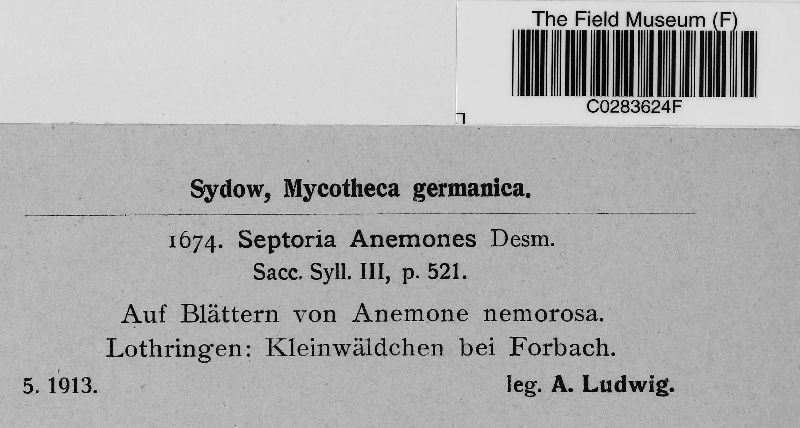 The Field Museum (F)
C0283624F
Sydow, Mycotheca germanica.
1674. Septoria Anemones Desm.
Sacc. Syll. III, p. 521.
Auf Blättern von Anemone nemorosa.
Lothringen: Kleinwäldchen bei Forbach.
5. 1913. leg. A. Ludwig.